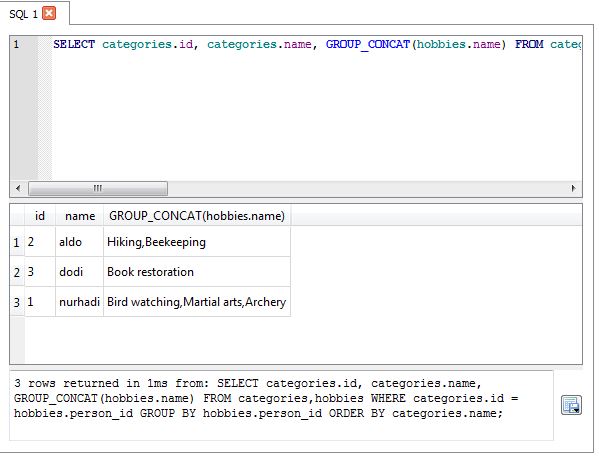 SQL 1
1 SELECT categories.id, categories.name, GROUP_CONCAT(hobbies.name) FROM categ
id name GROUP_CONCAT(hobbies.name)
1 2 aldo Hiking,Beekeeping
2 3 dodi Book restoration
3 1 nurhadi Bird watching,Martial arts,Archery
3 rows returned in 1ms from: SELECT categories.id, categories.name,
GROUP_CONCAT(hobbies.name) FROM categories,hobbies WHERE categories.id =
hobbies.person_id GROUP BY hobbies.person_id ORDER BY categories.name;